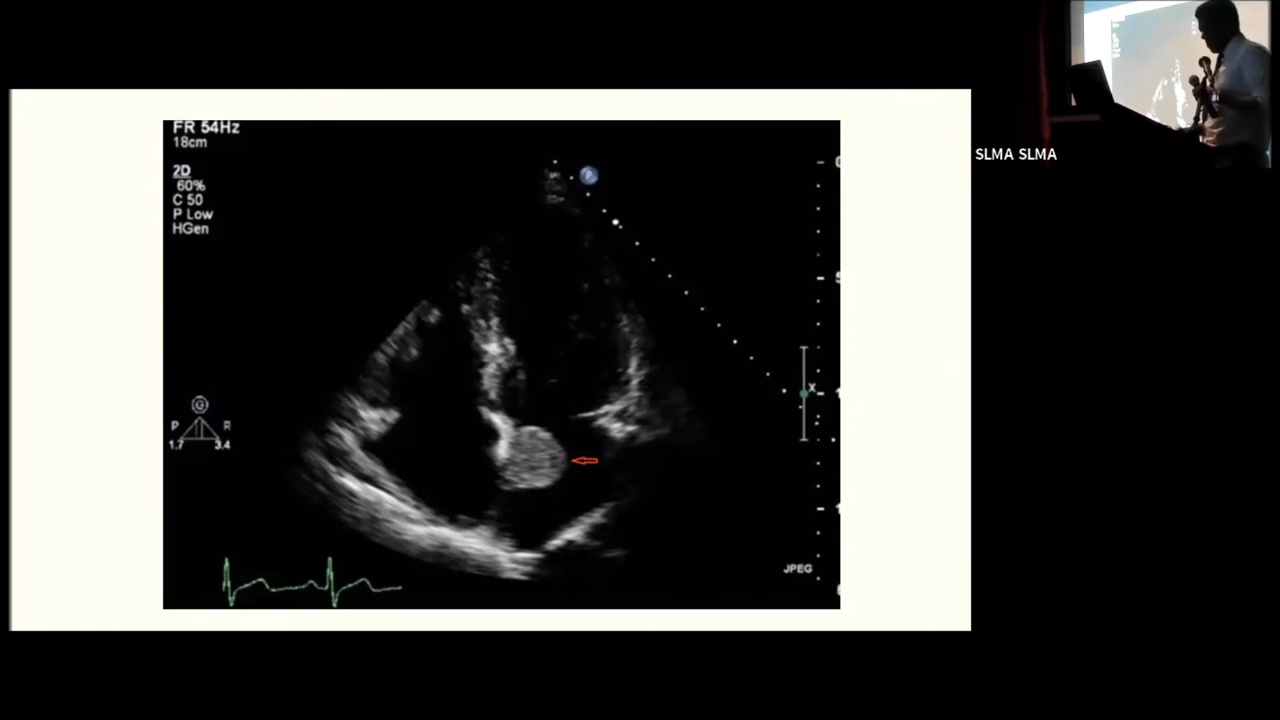 FR 54Hz
18cm
2D
60%
C 50
P Low
HGen
P
G
P R
1.7 3.4
X
JPEG
SLMA SLMA